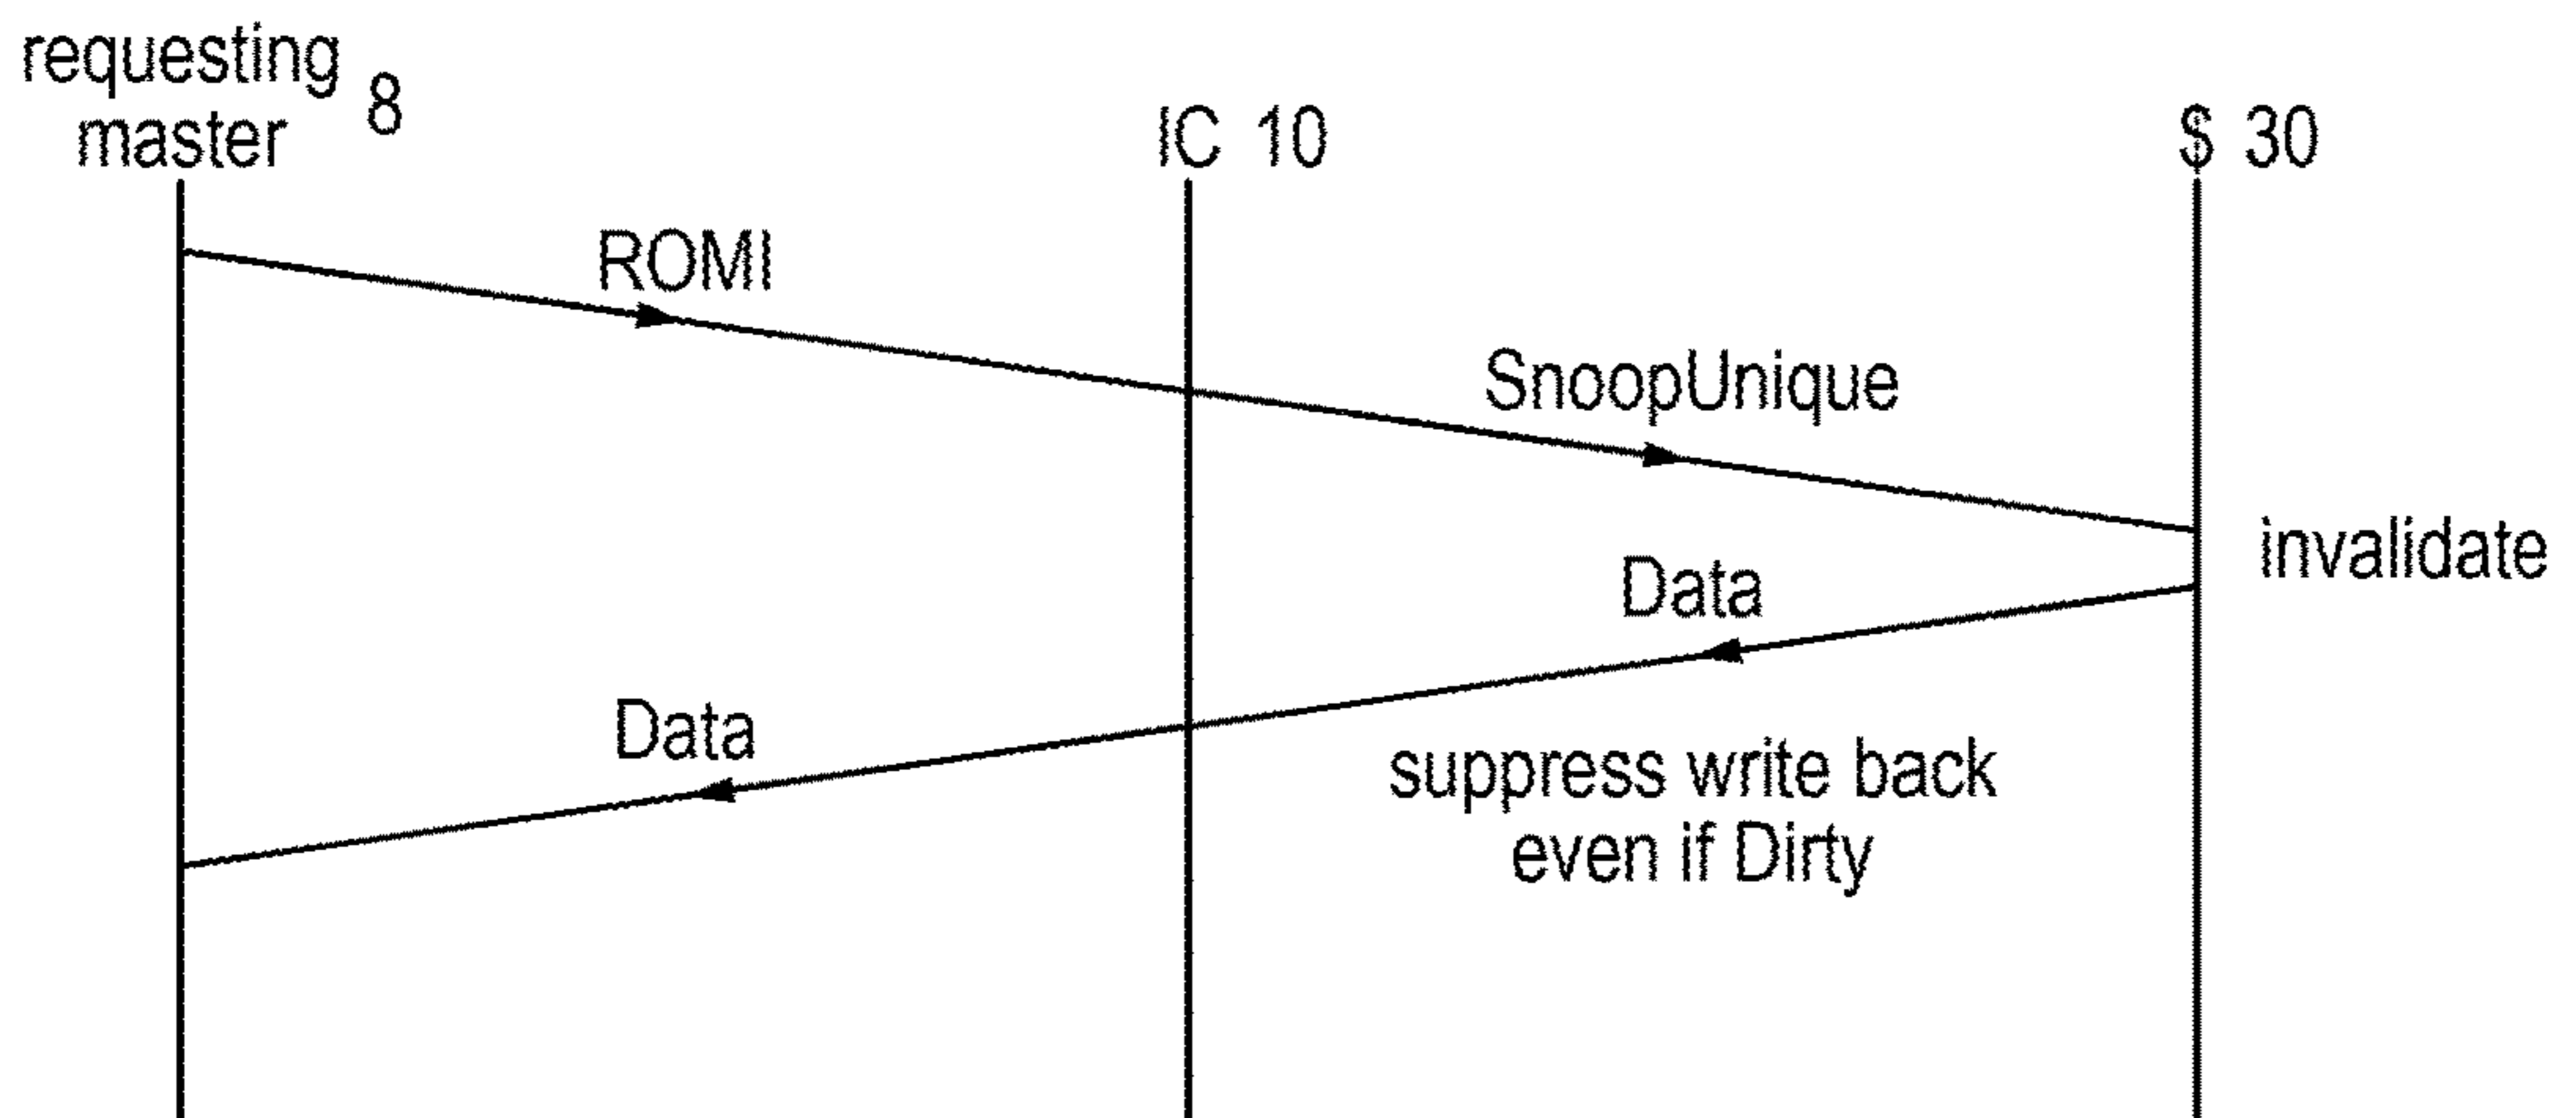 requesting
master 8
IC 10
$ 30
ROMI
SnoopUnique
invalidate
Data
Data
suppress write back
even if Dirty